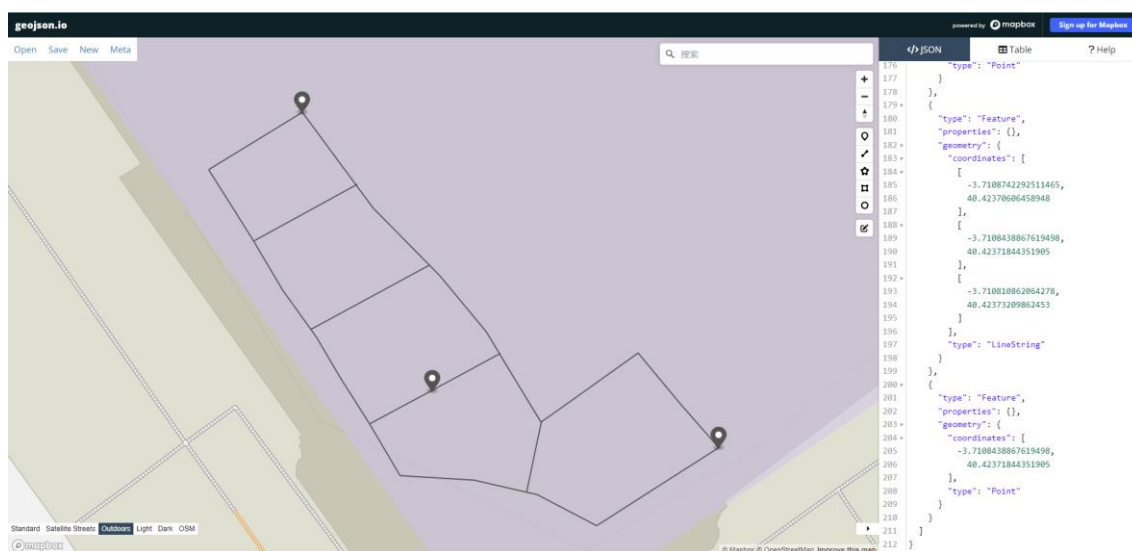 geojson.io
powered by mapbox Sign up for Mapbox
Open Save New Meta
搜索
</> JSON Table ? Help
176 "type": "Point"
177 }
178 },
179 {
180 "type": "Feature",
181 "properties": {},
182 "geometry": {
183 "coordinates": [
184 [
185 -3.7108742292511465,
186 40.42370606458948
187 ],
188 [
189 -3.7108438867619498,
190 40.42371844351905
191 ],
192 [
193 -3.710810862064278,
194 40.42373209862453
195 ]
196 ],
197 "type": "LineString"
198 }
199 },
200 {
201 "type": "Feature",
202 "properties": {},
203 "geometry": {
204 "coordinates": [
205 -3.7108438867619498,
206 40.42371844351905
207 ],
208 "type": "Point"
209 }
210 }
211 ]
212 }
Standard Satellite Streets Outdoors Light Dark OSM
mapbox
© Mapbox © OpenStreetMap Improve this map